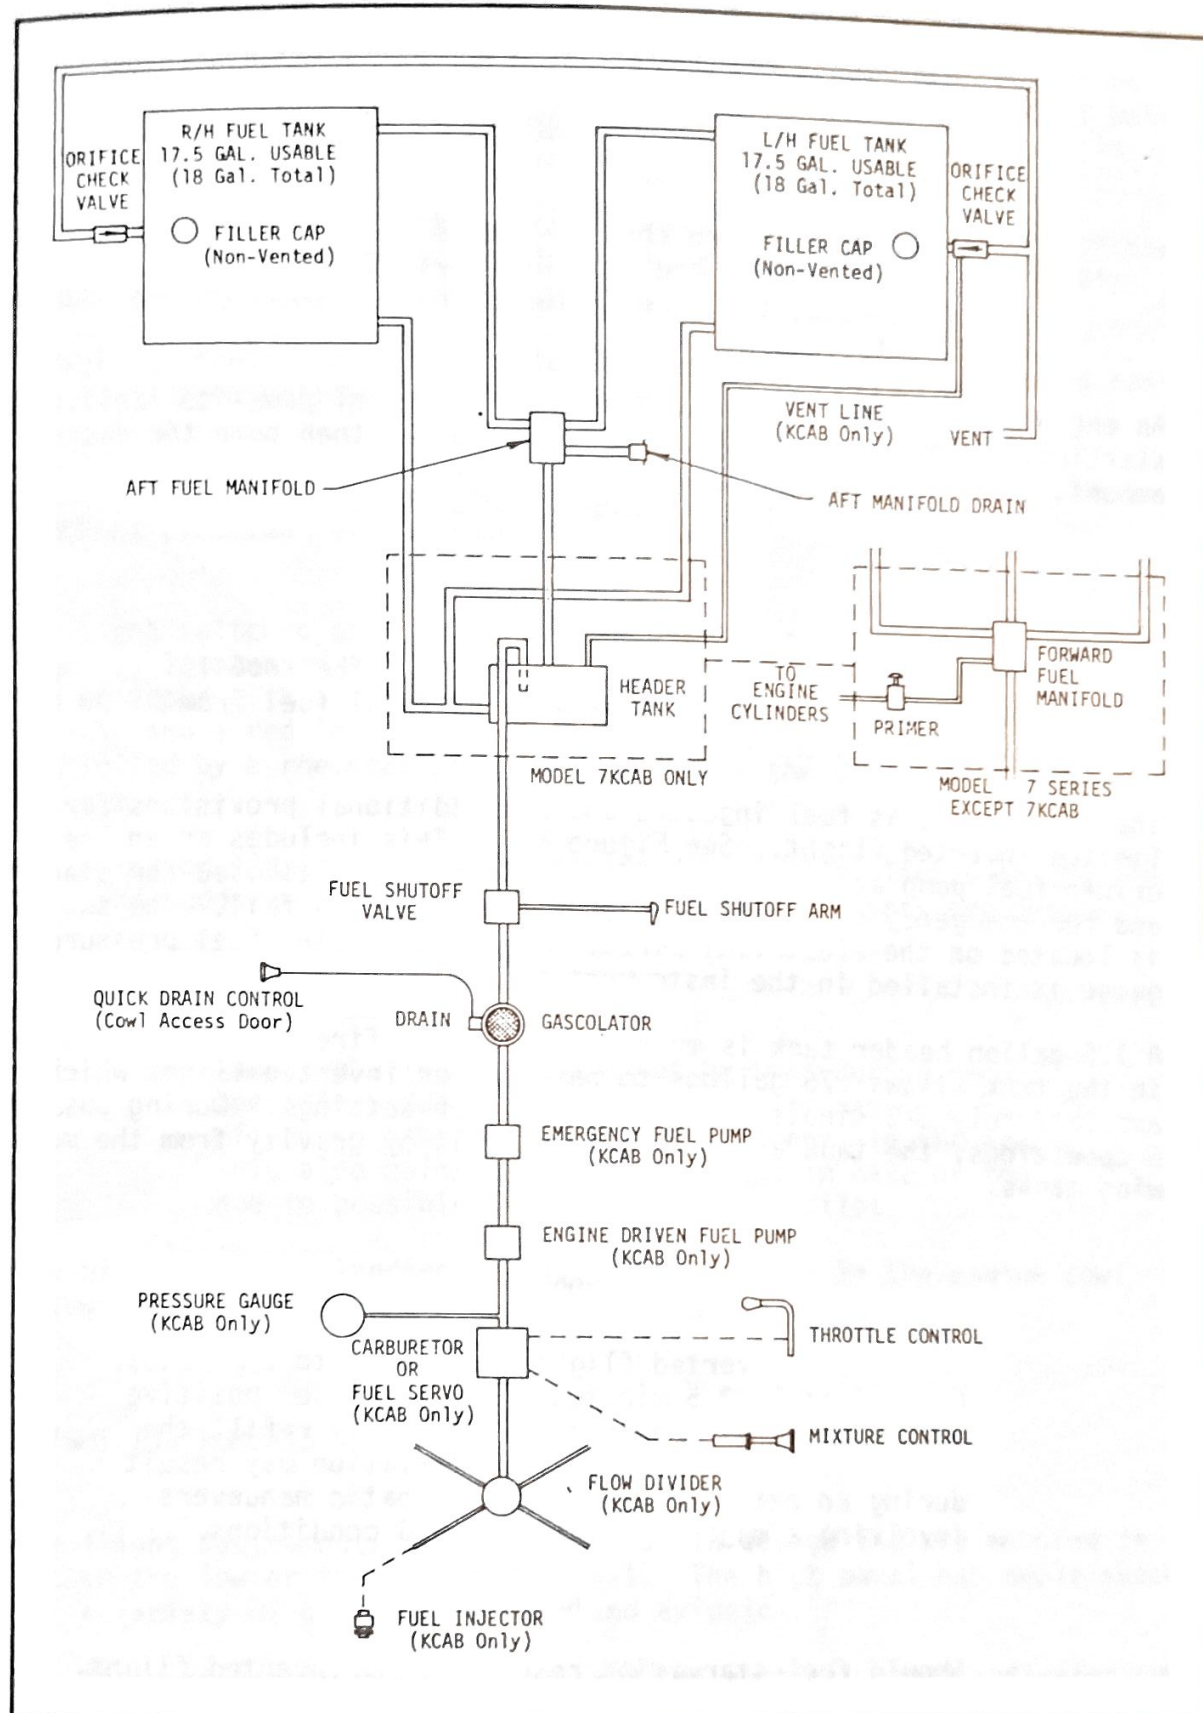 R/H FUEL TANK
17.5 GAL. USABLE
(18 Gal. Total)
ORIFICE
CHECK
VALVE
FILLER CAP
(Non-Vented)
L/H FUEL TANK
17.5 GAL. USABLE
(18 Gal. Total)
ORIFICE
CHECK
VALVE
FILLER CAP
(Non-Vented)
VENT LINE
(KCAB Only)
VENT
AFT FUEL MANIFOLD
AFT MANIFOLD DRAIN
HEADER
TANK
MODEL 7KCAB ONLY
TO
ENGINE
CYLINDERS
PRIMER
FORWARD
FUEL
MANIFOLD
MODEL 7 SERIES
EXCEPT 7KCAB
FUEL SHUTOFF
VALVE
FUEL SHUTOFF ARM
QUICK DRAIN CONTROL
(Cowl Access Door)
DRAIN
GASCOLATOR
EMERGENCY FUEL PUMP
(KCAB Only)
ENGINE DRIVEN FUEL PUMP
(KCAB Only)
PRESSURE GAUGE
(KCAB Only)
CARBURETOR
OR
FUEL SERVO
(KCAB Only)
THROTTLE CONTROL
MIXTURE CONTROL
FLOW DIVIDER
(KCAB Only)
FUEL INJECTOR
(KCAB Only)